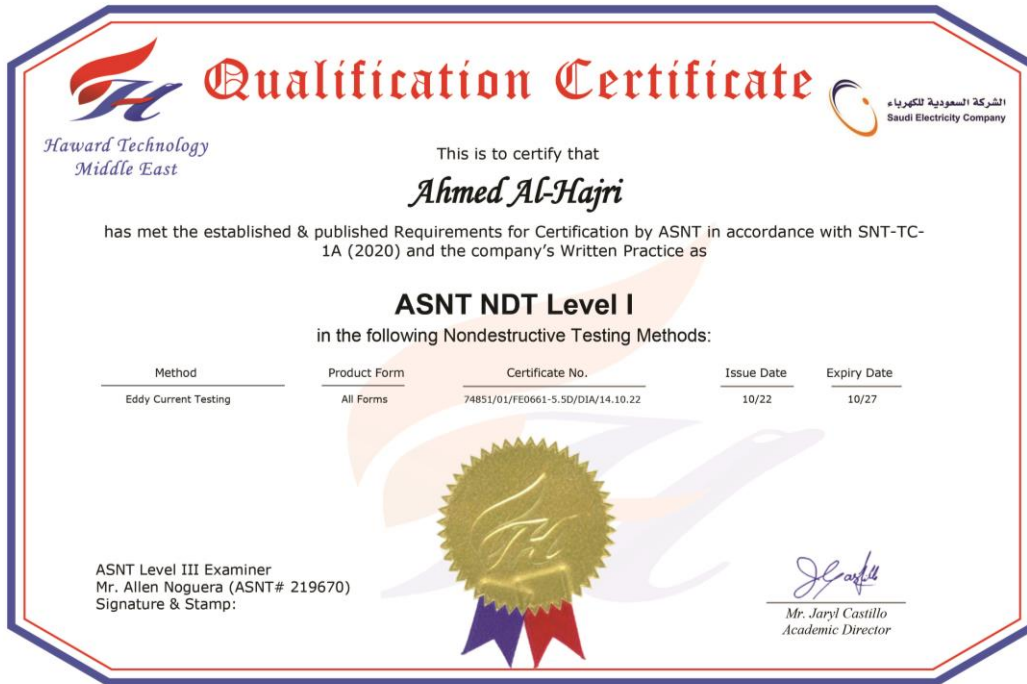 Qualification Certificate
Haward Technology
Middle East
الشركة السعودية للكهرباء
Saudi Electricity Company
This is to certify that
Ahmed Al-Hajri
has met the established & published Requirements for Certification by ASNT in accordance with SNT-TC-
1A (2020) and the company's Written Practice as
ASNT NDT Level I
in the following Nondestructive Testing Methods:
Method Product Form Certificate No. Issue Date Expiry Date
Eddy Current Testing All Forms 74851/01/FE0661-5.5D/DIA/14.10.22 10/22 10/27
ASNT Level III Examiner
Mr. Allen Noguera (ASNT# 219670)
Signature & Stamp:
Mr. Jaryl Castillo
Academic Director